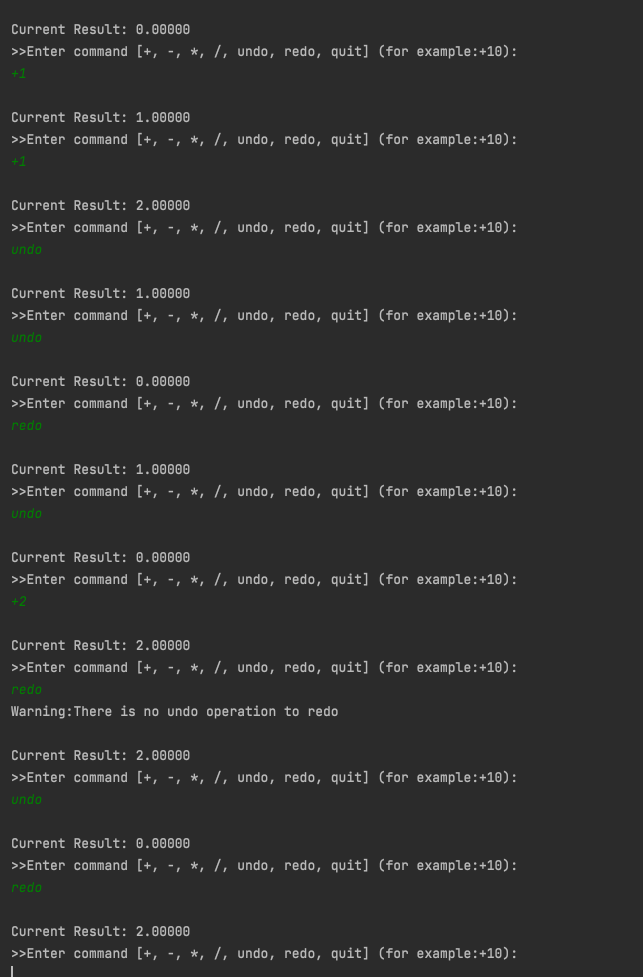 Current Result: 0.00000
>>Enter command [+, -, *, /, undo, redo, quit] (for example:+10):
+1
Current Result: 1.00000
>>Enter command [+, -, *, /, undo, redo, quit] (for example:+10):
+1
Current Result: 2.00000
>>Enter command [+, -, *, /, undo, redo, quit] (for example:+10):
undo
Current Result: 1.00000
>>Enter command [+, -, *, /, undo, redo, quit] (for example:+10):
undo
Current Result: 0.00000
>>Enter command [+, -, *, /, undo, redo, quit] (for example:+10):
redo
Current Result: 1.00000
>>Enter command [+, -, *, /, undo, redo, quit] (for example:+10):
undo
Current Result: 0.00000
>>Enter command [+, -, *, /, undo, redo, quit] (for example:+10):
+2
Current Result: 2.00000
>>Enter command [+, -, *, /, undo, redo, quit] (for example:+10):
redo
Warning:There is no undo operation to redo
Current Result: 2.00000
>>Enter command [+, -, *, /, undo, redo, quit] (for example:+10):
undo
Current Result: 0.00000
>>Enter command [+, -, *, /, undo, redo, quit] (for example:+10):
redo
Current Result: 2.00000
>>Enter command [+, -, *, /, undo, redo, quit] (for example:+10):